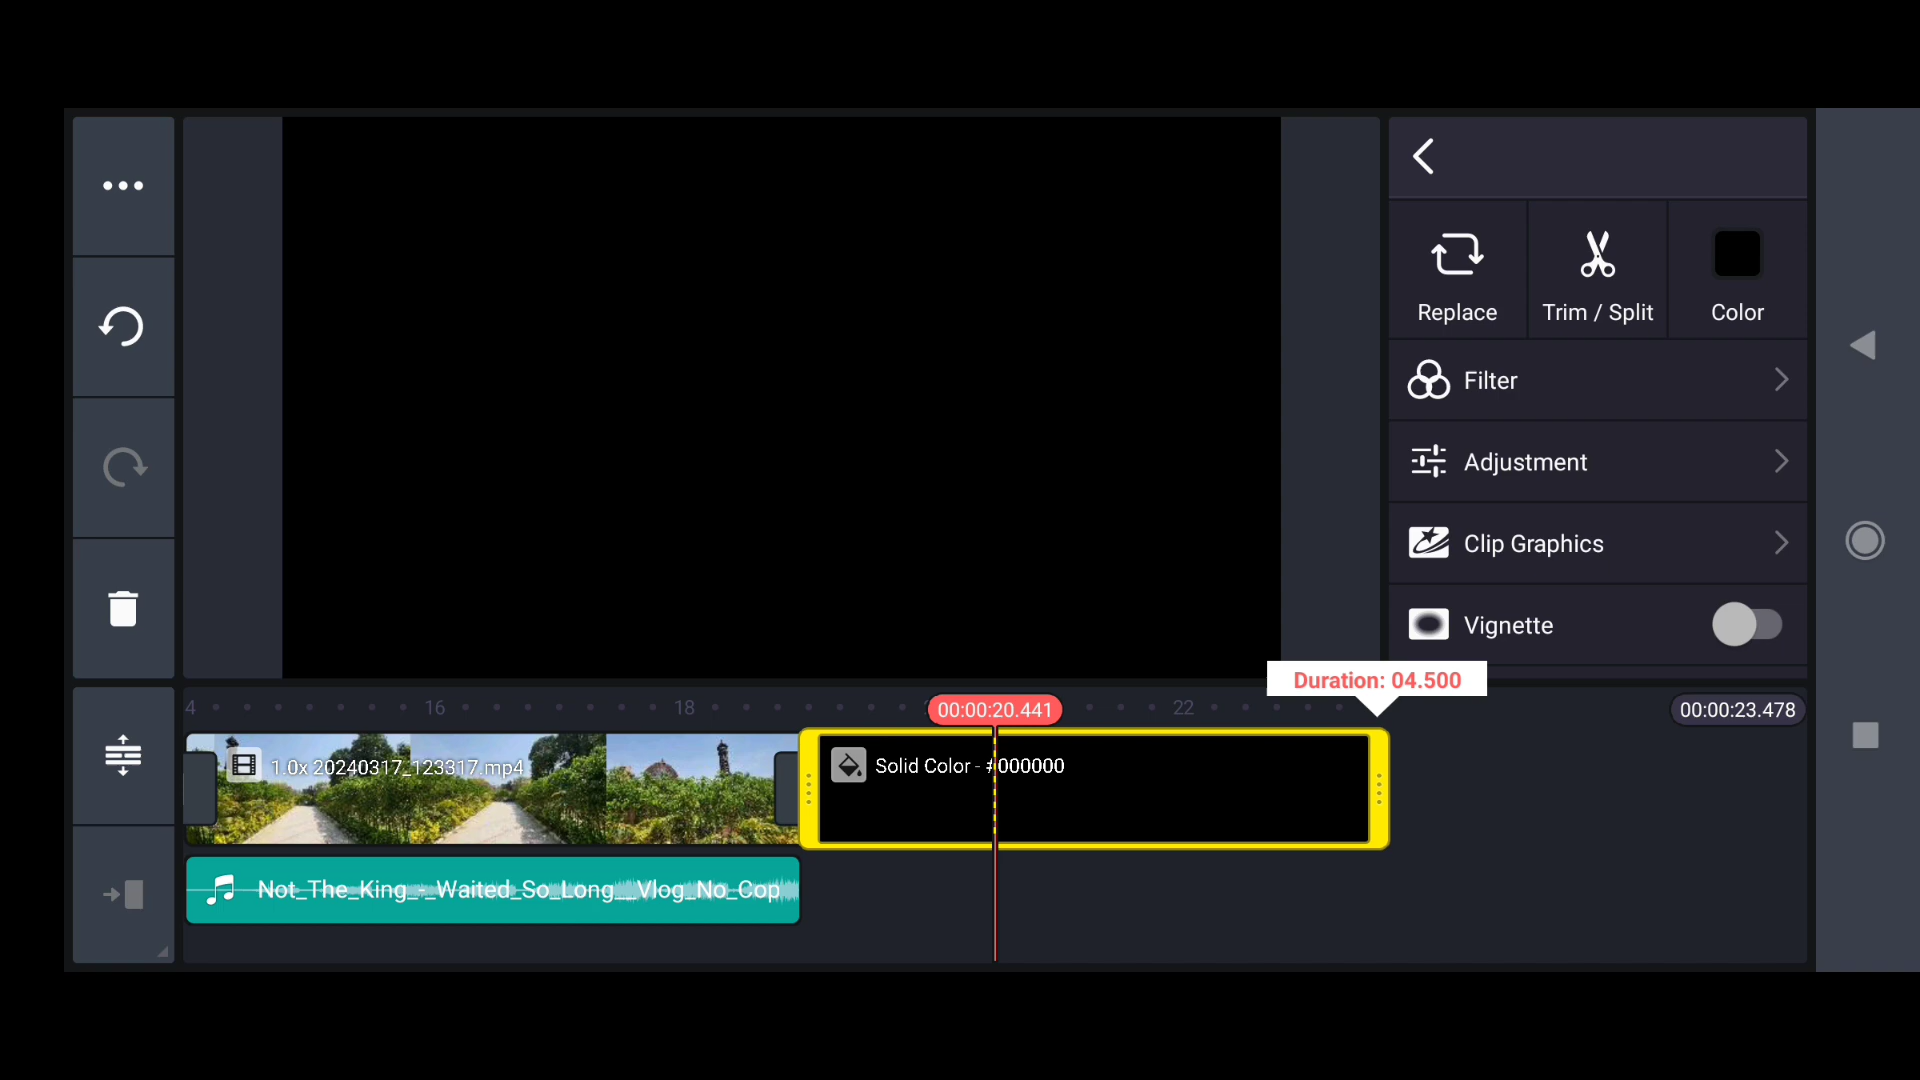 Replace
Trim / Split
Color
Filter
Adjustment
Clip Graphics
Vignette
Duration: 04.500
4
16
18
00:00:20.441
22
00:00:23.478
1.0x 20240317_123317.mp4
Solid Color - #000000
Not_The_King_-_Waited_So_Long__Vlog_No_Cop